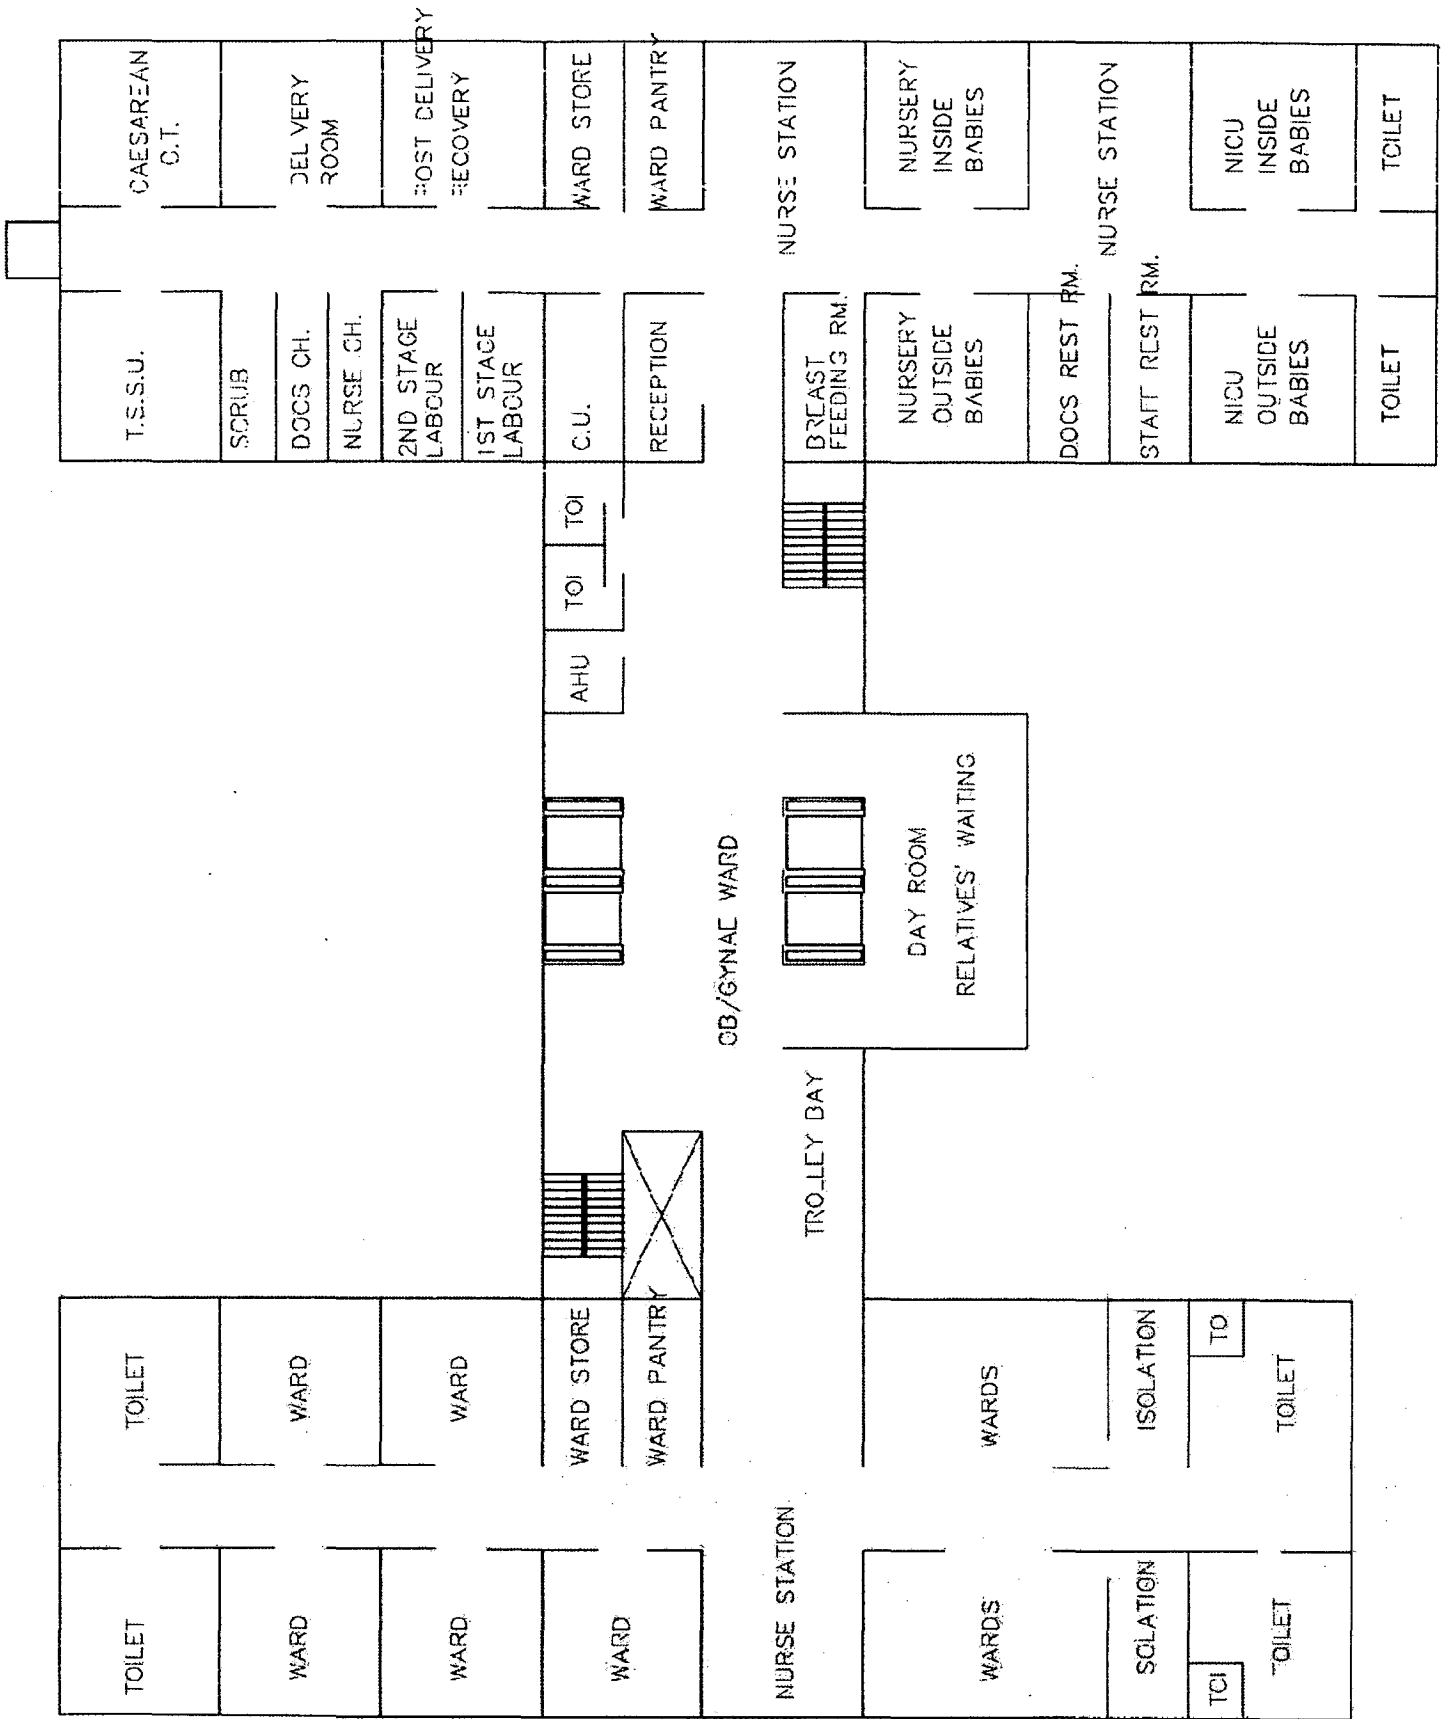 TOILET
TOILET
T.S.S.U.
CAESAREAN
C.T.
WARD
WARD
SCRUB
DOCS CH.
NURSE CH.
DELIVERY
ROOM
WARD
WARD
2ND STAGE
LABOUR
1ST STAGE
LABOUR
POST DELIVERY
RECOVERY
WARD
WARD STORE
WARD PANTRY
AHU
TOI
TOI
C.U.
RECEPTION
WARD STORE
WARD PANTRY
NURSE STATION
TROLLEY BAY
OB/GYNAE WARD
NURSE STATION
BREAST
FEEDING RM.
DAY ROOM
RELATIVES' WAITING
WARDS
WARDS
NURSERY
OUTSIDE
BABIES
NURSERY
INSIDE
BABIES
DOCS REST RM.
STAFF REST RM.
NURSE STATION
SOLATION
ISOLATION
TOI
TO
NICU
OUTSIDE
BABIES
NICU
INSIDE
BABIES
TOILET
TOILET
TOILET
TOILET